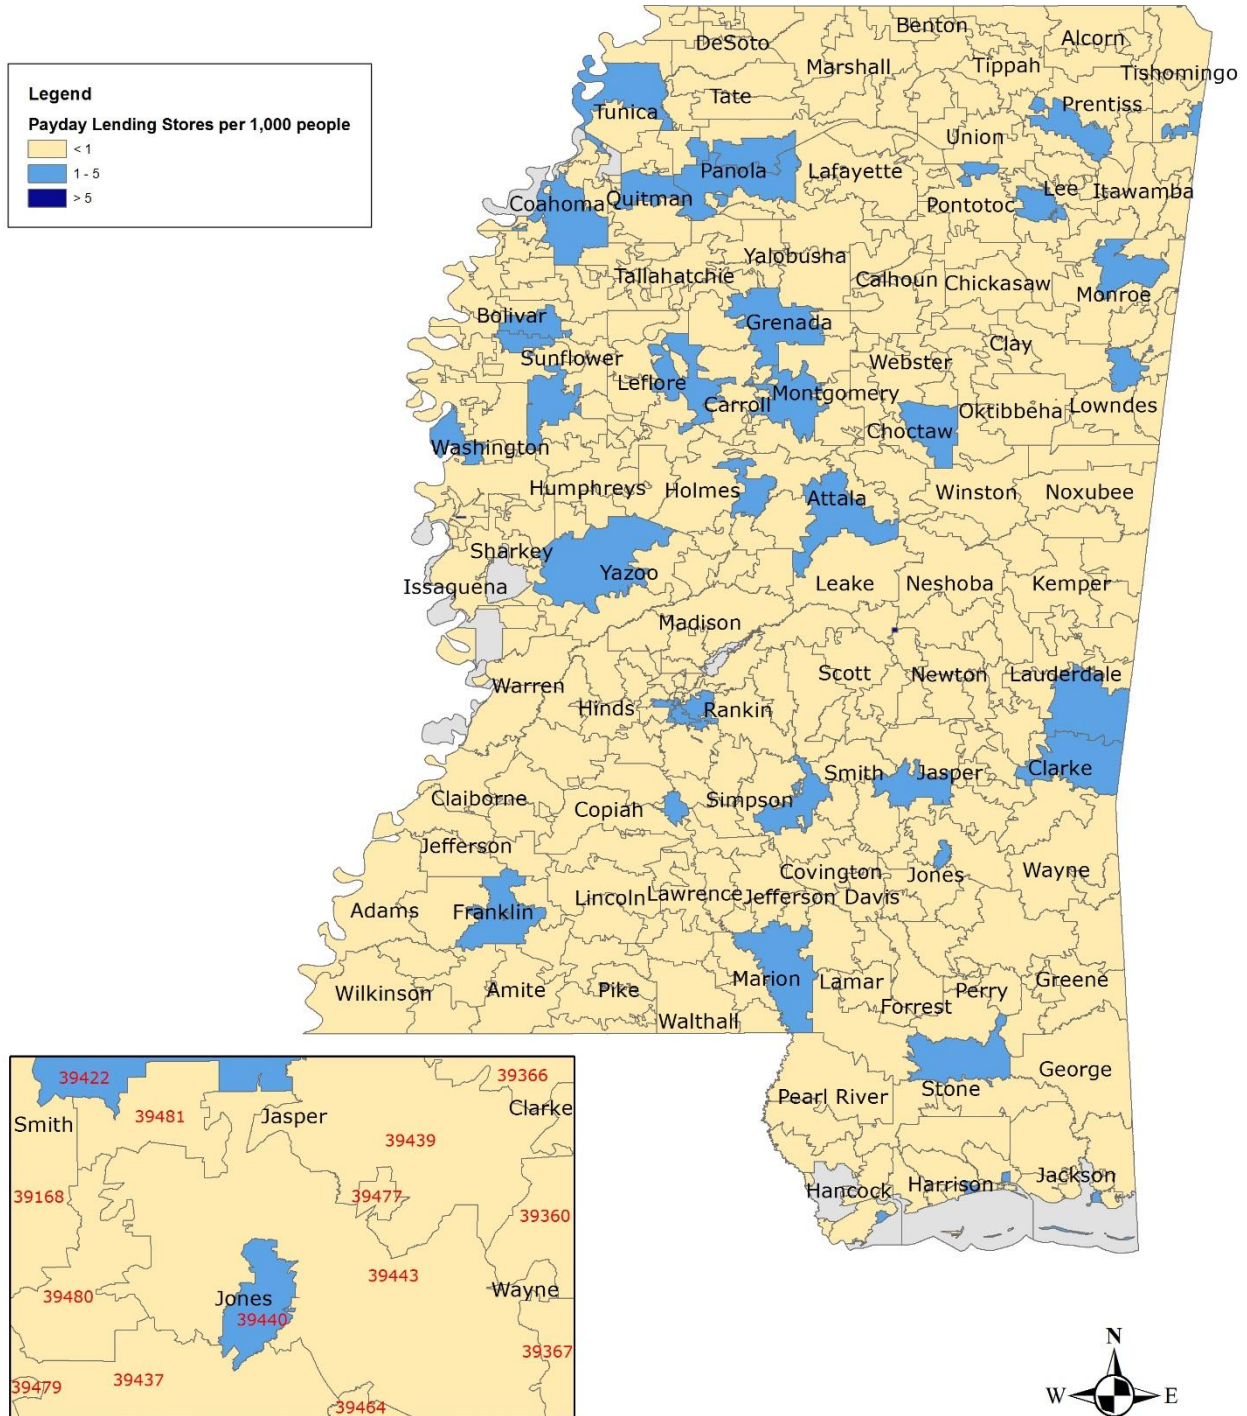 Legend
Payday Lending Stores per 1,000 people
< 1
1 - 5
> 5
Benton
DeSoto
Alcorn
Marshall
Tippah
Tishomingo
Tate
Tunica
Prentiss
Union
Panola
Lafayette
Quitman
Coahoma
Lee
Itawamba
Pontotoc
Yalobusha
Tallahatchie
Calhoun
Chickasaw
Monroe
Bolivar
Grenada
Sunflower
Clay
Webster
Leflore
Montgomery
Carroll
Oktibbeha
Lowndes
Choctaw
Washington
Humphreys
Holmes
Attala
Winston
Noxubee
Sharkey
Yazoo
Issaquena
Leake
Neshoba
Kemper
Madison
Scott
Newton
Lauderdale
Warren
Hinds
Rankin
Smith
Jasper
Clarke
Claiborne
Copiah
Simpson
Jefferson
Covington
Jones
Wayne
Lincoln
Lawrence
Jefferson Davis
Adams
Franklin
Marion
Lamar
Greene
Wilkinson
Amite
Pike
Perry
Forrest
Walthall
George
Pearl River
Stone
Jackson
Hancock
Harrison
39422
39366
Smith
39481
Jasper
Clarke
39439
39168
39477
39360
39443
39480
Jones
Wayne
39440
39367
39479
39437
39464
N
W
E
S